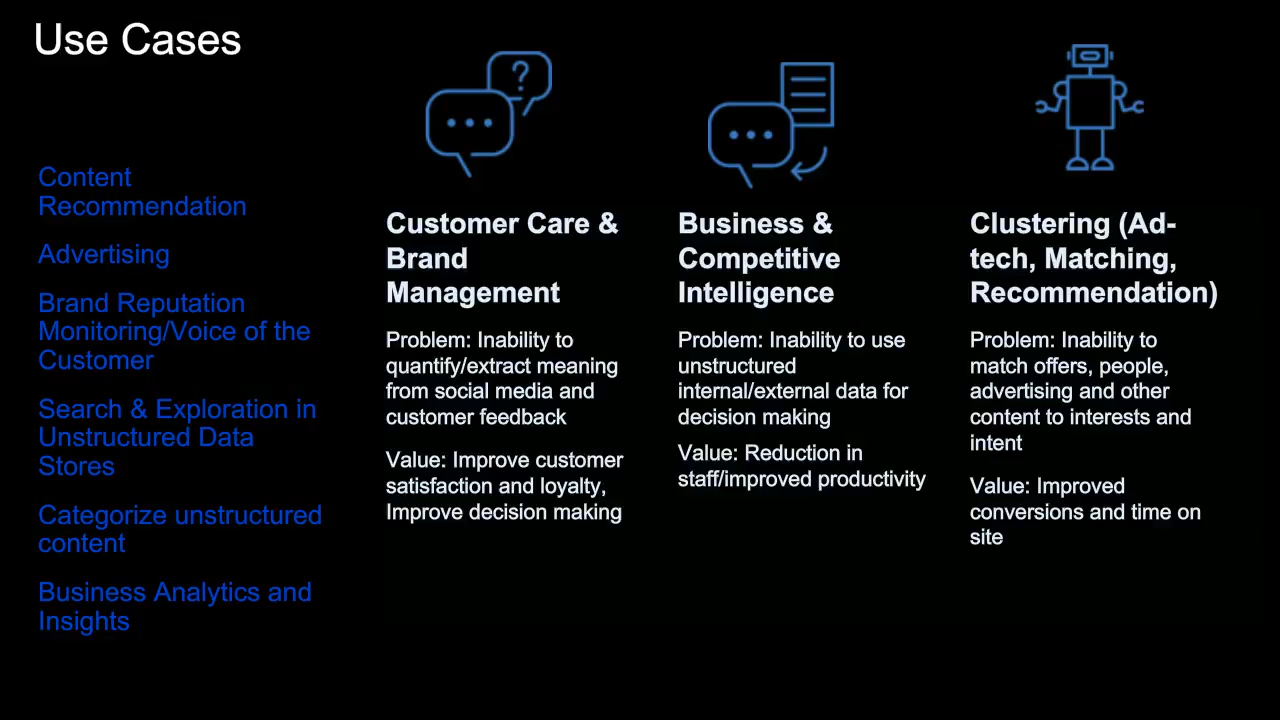 Use Cases
Content
Recommendation
Advertising
Brand Reputation
Monitoring/Voice of the
Customer
Search & Exploration in
Unstructured Data
Stores
Categorize unstructured
content
Business Analytics and
Insights
?
Customer Care &
Brand
Management
Problem: Inability to
quantify/extract meaning
from social media and
customer feedback
Value: Improve customer
satisfaction and loyalty,
Improve decision making
Business &
Competitive
Intelligence
Problem: Inability to use
unstructured
internal/external data for
decision making
Value: Reduction in
staff/improved productivity
Clustering (Ad-
tech, Matching,
Recommendation)
Problem: Inability to
match offers, people,
advertising and other
content to interests and
intent
Value: Improved
conversions and time on
site